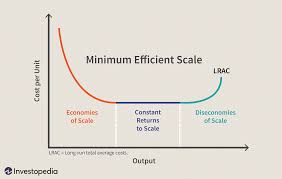 Minimum Efficient Scale
LRAC
Cost per Unit
Economies
of Scale
Constant
Returns
to Scale
Diseconomies
of Scale
Output
LRAC = Long run total average costs.
Investopedia